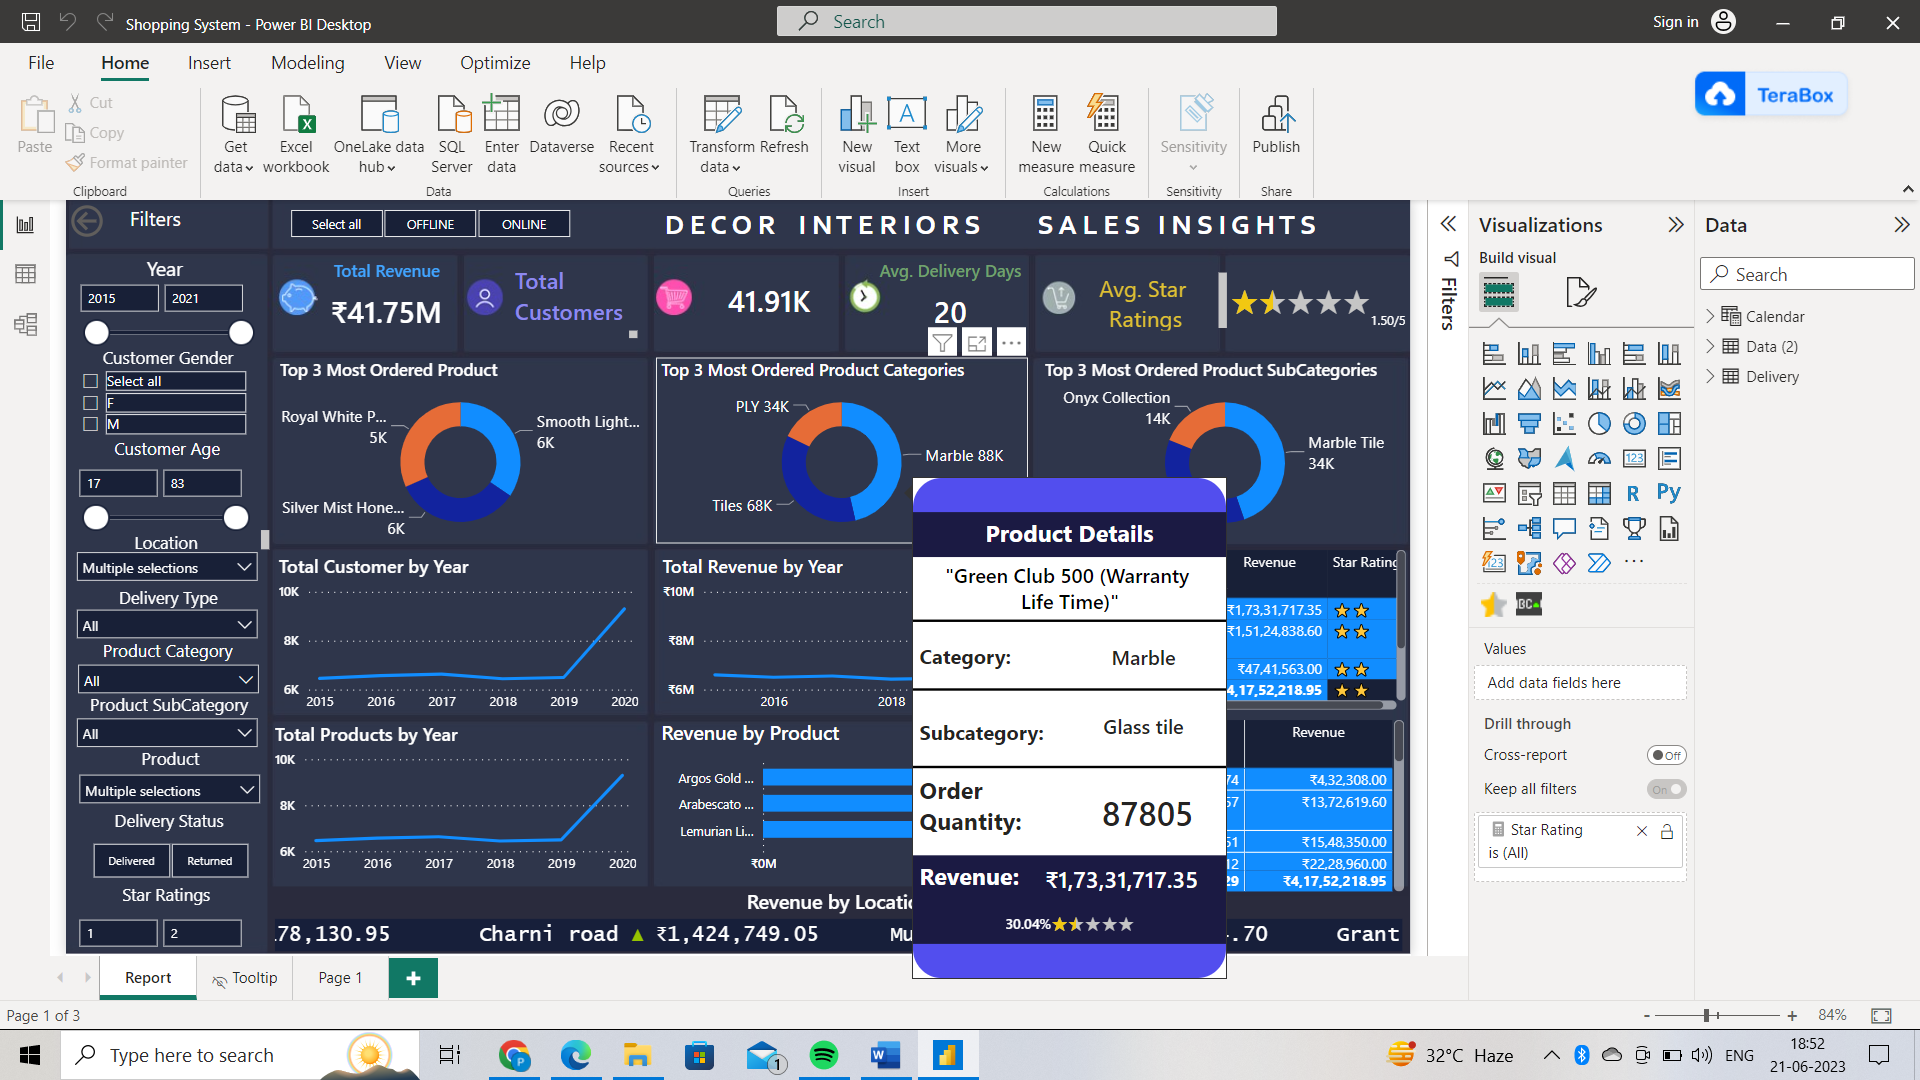 Shopping System - Power BI Desktop
Search
Sign in
File Home Insert Modeling View Optimize Help
Paste
Cut
Copy
Format painter
Clipboard
Get data
Excel workbook
OneLake data hub
SQL Server
Enter data
Dataverse
Recent sources
Data
Transform data
Refresh
Queries
New visual
Text box
More visuals
Insert
New measure
Quick measure
Calculations
Sensitivity
Sensitivity
Publish
Share
TeraBox
Filters
Select all OFFLINE ONLINE
DECOR INTERIORS SALES INSIGHTS
Year
2015 2021
Customer Gender
Select all
F
M
Customer Age
17 83
Location
Multiple selections
Delivery Type
All
Product Category
All
Product SubCategory
All
Product
Multiple selections
Delivery Status
Delivered Returned
Star Ratings
1 2
Total Revenue
₹41.75M
Total Customers
41.91K
Avg. Delivery Days
20
Avg. Star Ratings
1.50/5
Top 3 Most Ordered Product
Royal White P...
5K
Smooth Light...
6K
Silver Mist Hone...
6K
Top 3 Most Ordered Product Categories
PLY 34K
Marble 88K
Tiles 68K
Top 3 Most Ordered Product SubCategories
Onyx Collection
14K
Marble Tile
34K
Total Customer by Year
10K
8K
6K
2015 2016 2017 2018 2019 2020
Total Revenue by Year
₹10M
₹8M
₹6M
2016 2018
Revenue Star Rating
₹1,73,31,717.35
₹1,51,24,838.60
₹47,41,563.00
4,17,52,218.95
Total Products by Year
10K
8K
6K
2015 2016 2017 2018 2019 2020
Revenue by Product
Argos Gold ...
Arabescato ...
Lemurian Li...
₹0M
Revenue
74 ₹4,32,308.00
57 ₹13,72,619.60
51 ₹15,48,350.00
12 ₹22,28,960.00
29 ₹4,17,52,218.95
Product Details
"Green Club 500 (Warranty
Life Time)"
Category: Marble
Subcategory: Glass tile
Order Quantity: 87805
Revenue: ₹1,73,31,717.35
30.04%
Revenue by Locatio
178,130.95 Charni road ▲ ₹1,424,749.05 Mu .70 Grant
Filters
Visualizations
Build visual
123
R
Py
123
Values
Add data fields here
Drill through
Cross-report Off
Keep all filters On
Star Rating
is (All)
Data
Search
Calendar
Data (2)
Delivery
Report Tooltip Page 1 +
Page 1 of 3
- + 84%
Type here to search
P
1
W
32°C Haze
ENG
18:52
21-06-2023